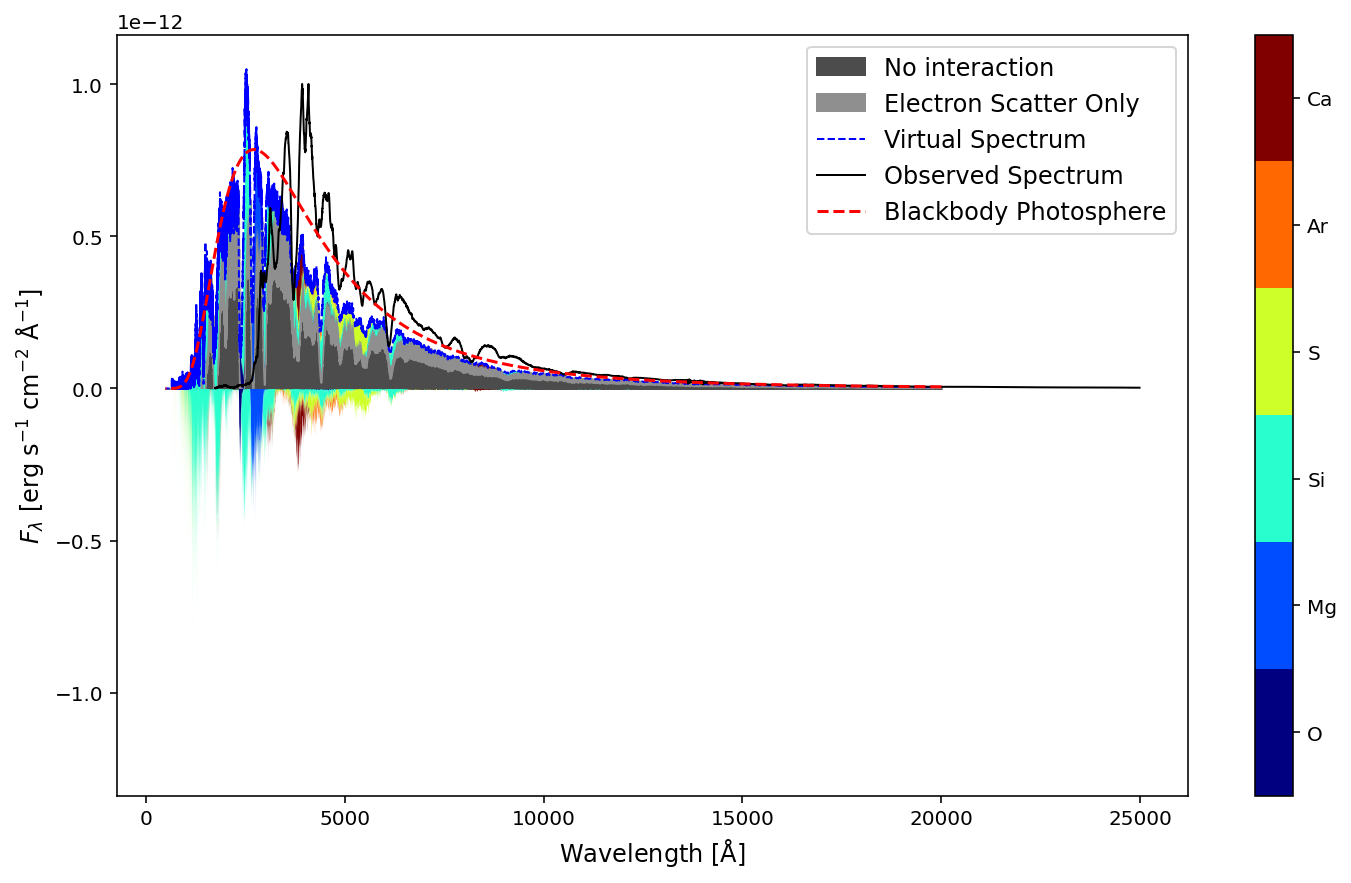 1e−12
1.0
0.5
0.0
−0.5
−1.0
F_λ [erg s⁻¹ cm⁻² Å⁻¹]
No interaction
Electron Scatter Only
Virtual Spectrum
Observed Spectrum
Blackbody Photosphere
0
5000
10000
15000
20000
25000
Wavelength [Å]
Ca
Ar
S
Si
Mg
O